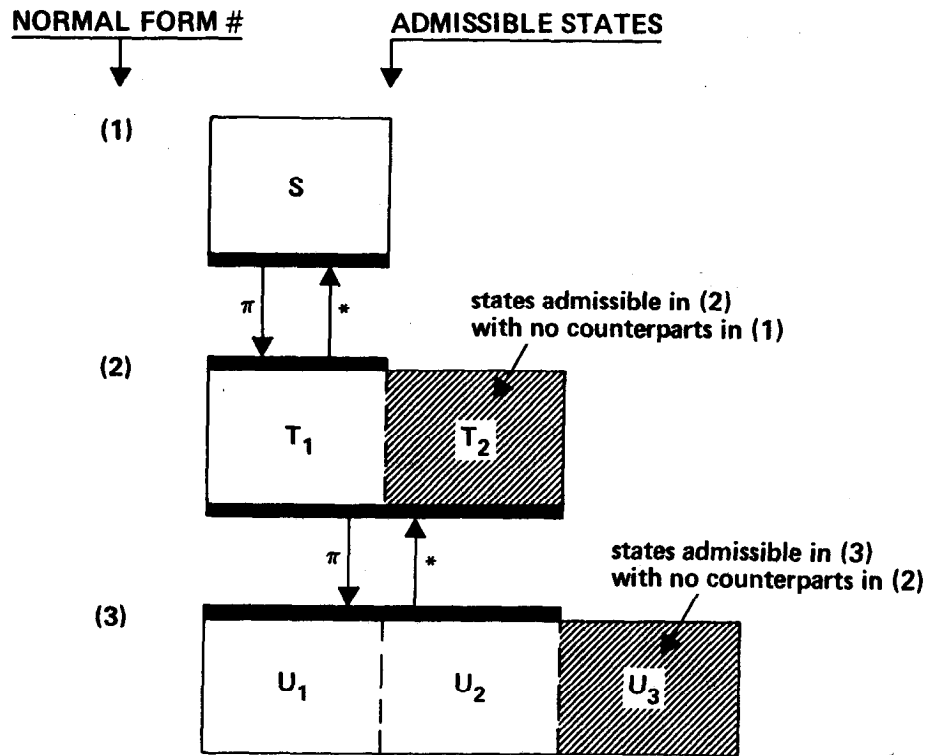 NORMAL FORM # ADMISSIBLE STATES
(1)
S
π *
states admissible in (2)
with no counterparts in (1)
(2)
T₁ T₂
π *
states admissible in (3)
with no counterparts in (2)
(3)
U₁ U₂ U₃